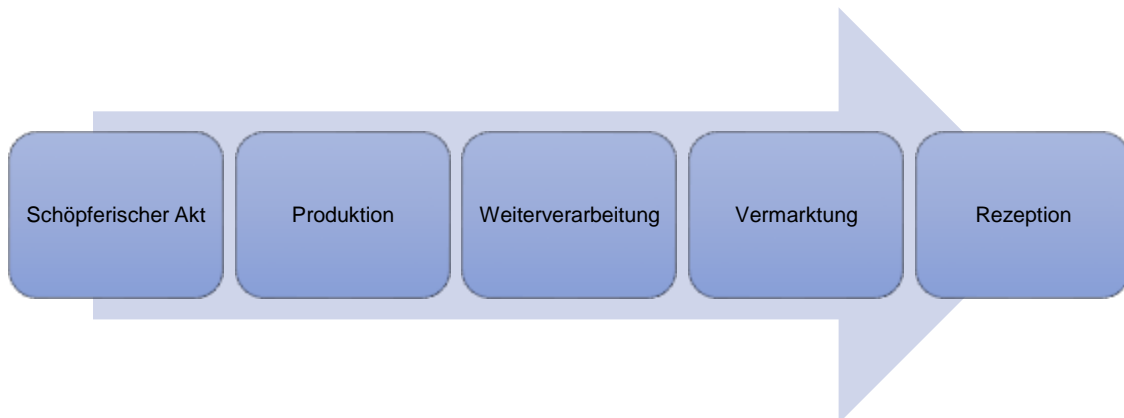 Schöpferischer Akt
Produktion
Weiterverarbeitung
Vermarktung
Rezeption